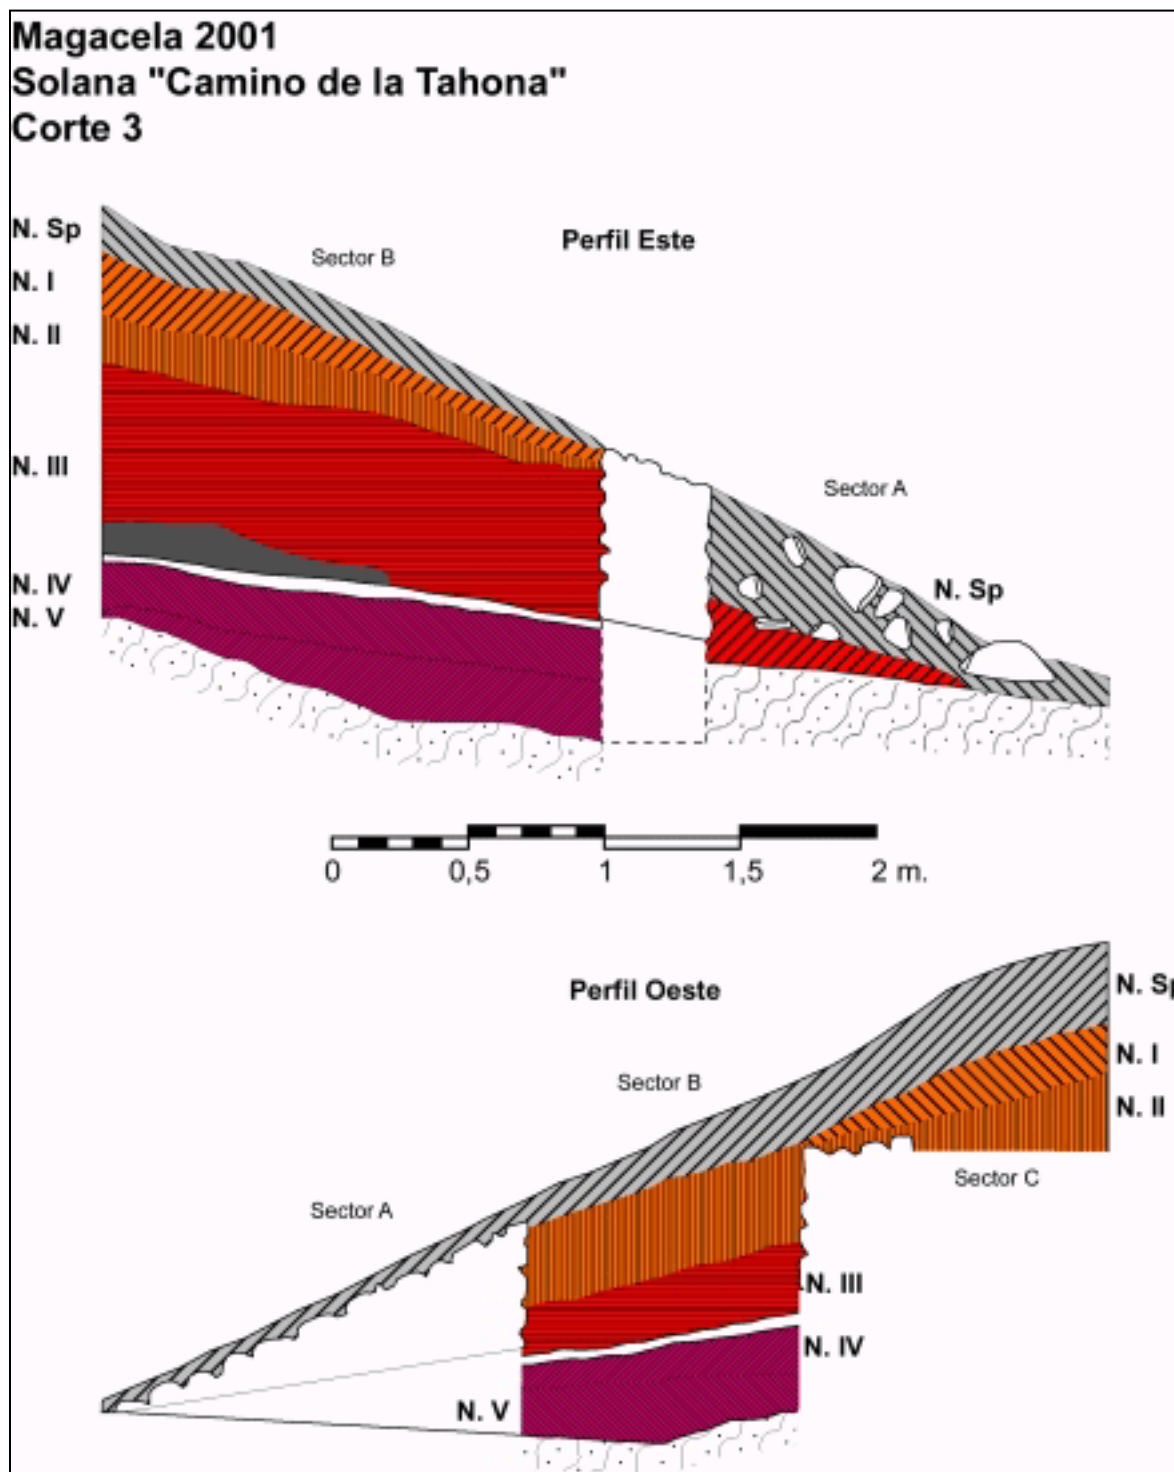 Magacela 2001
Solana "Camino de la Tahona"
Corte 3
N. Sp
Perfil Este
Sector B
N. I
N. II
N. III
Sector A
N. IV
N. Sp
N. V
0 0,5 1 1,5 2 m.
Perfil Oeste
N. Sp
N. I
Sector B
N. II
Sector C
Sector A
N. III
N. IV
N. V